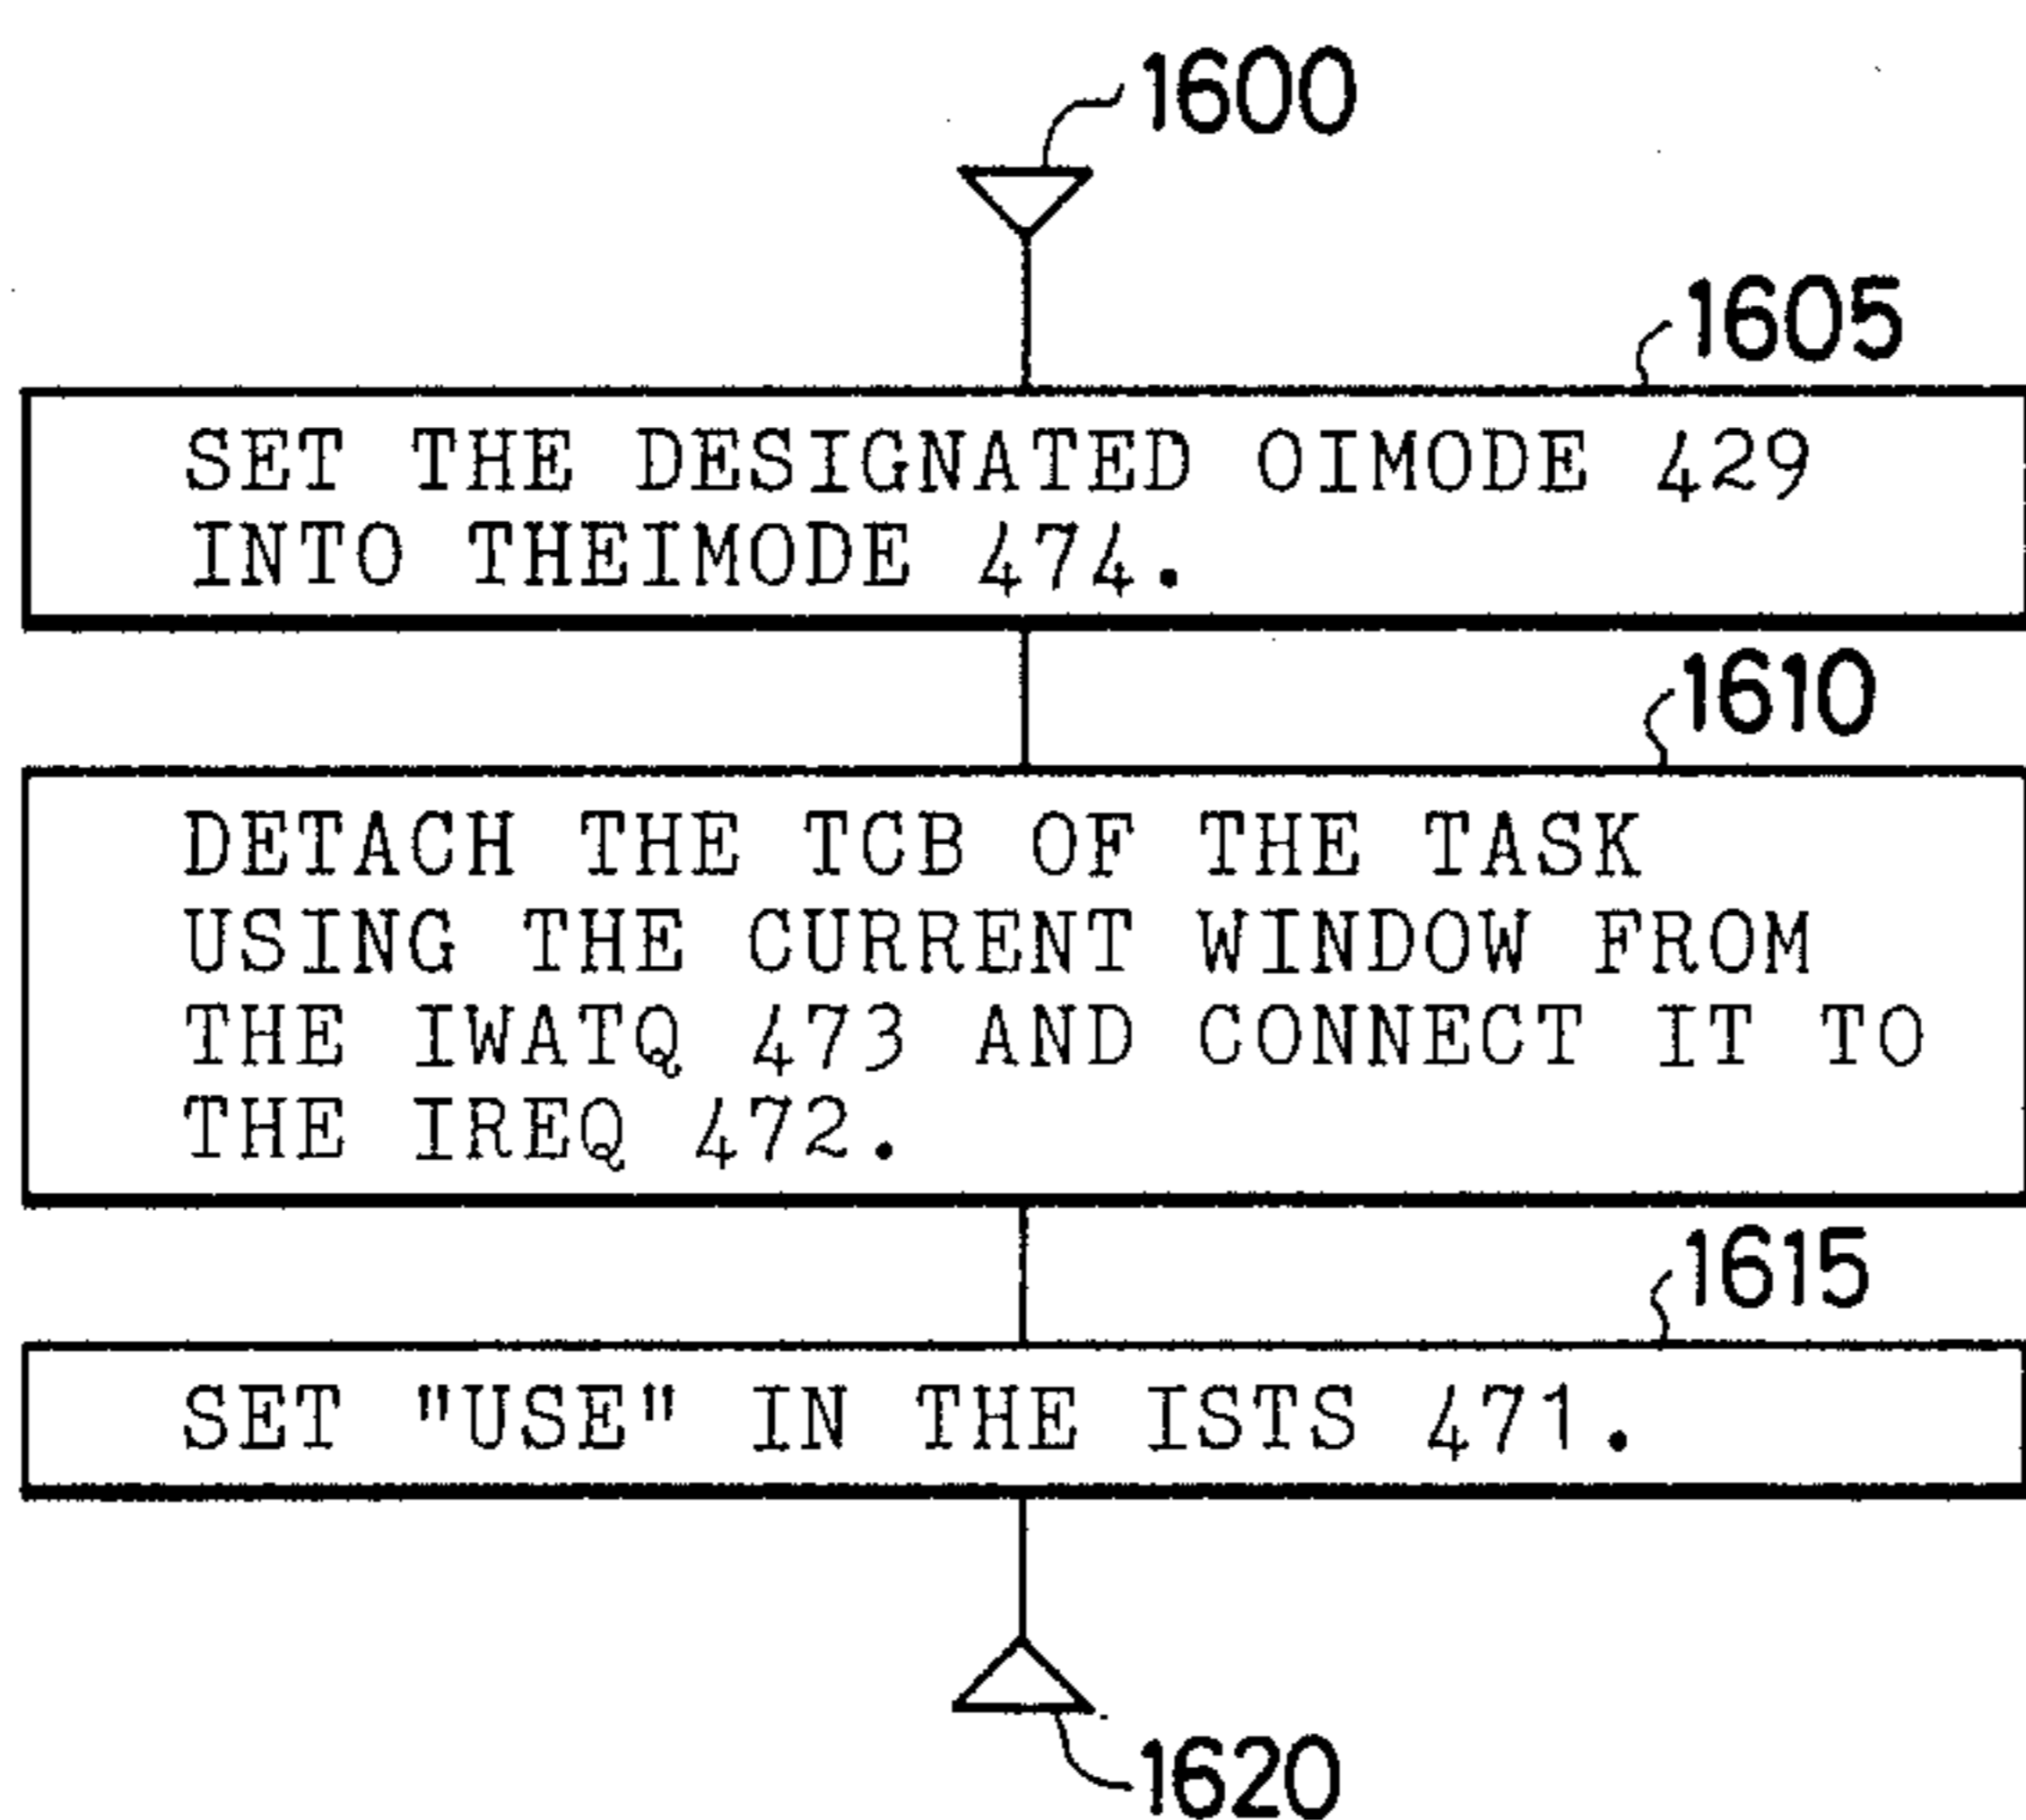 1600
1605
SET THE DESIGNATED OIMODE 429
INTO THEIMODE 474.
1610
DETACH THE TCB OF THE TASK
USING THE CURRENT WINDOW FROM
THE IWATQ 473 AND CONNECT IT TO
THE IREQ 472.
1615
SET "USE" IN THE ISTS 471.
1620